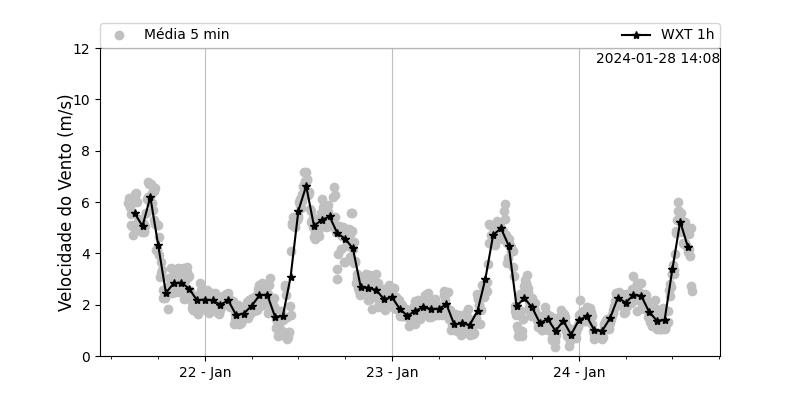 Média 5 min
WXT 1h
2024-01-28 14:08
Velocidade do Vento (m/s)
12
10
8
6
4
2
0
22 - Jan
23 - Jan
24 - Jan